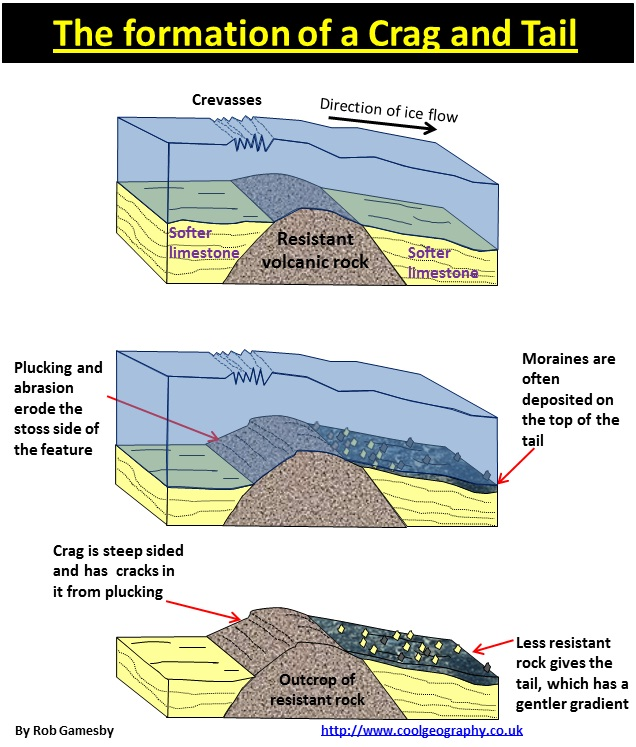 The formation of a Crag and Tail
Crevasses
Direction of ice flow
Softer
limestone
Resistant
volcanic rock
Softer
limestone
Plucking and
abrasion
erode the
stoss side of
the feature
Moraines are
often
deposited on
the top of the
tail
Crag is steep sided
and has cracks in
it from plucking
Outcrop of
resistant rock
Less resistant
rock gives the
tail, which has a
gentler gradient
By Rob Gamesby
http://www.coolgeography.co.uk